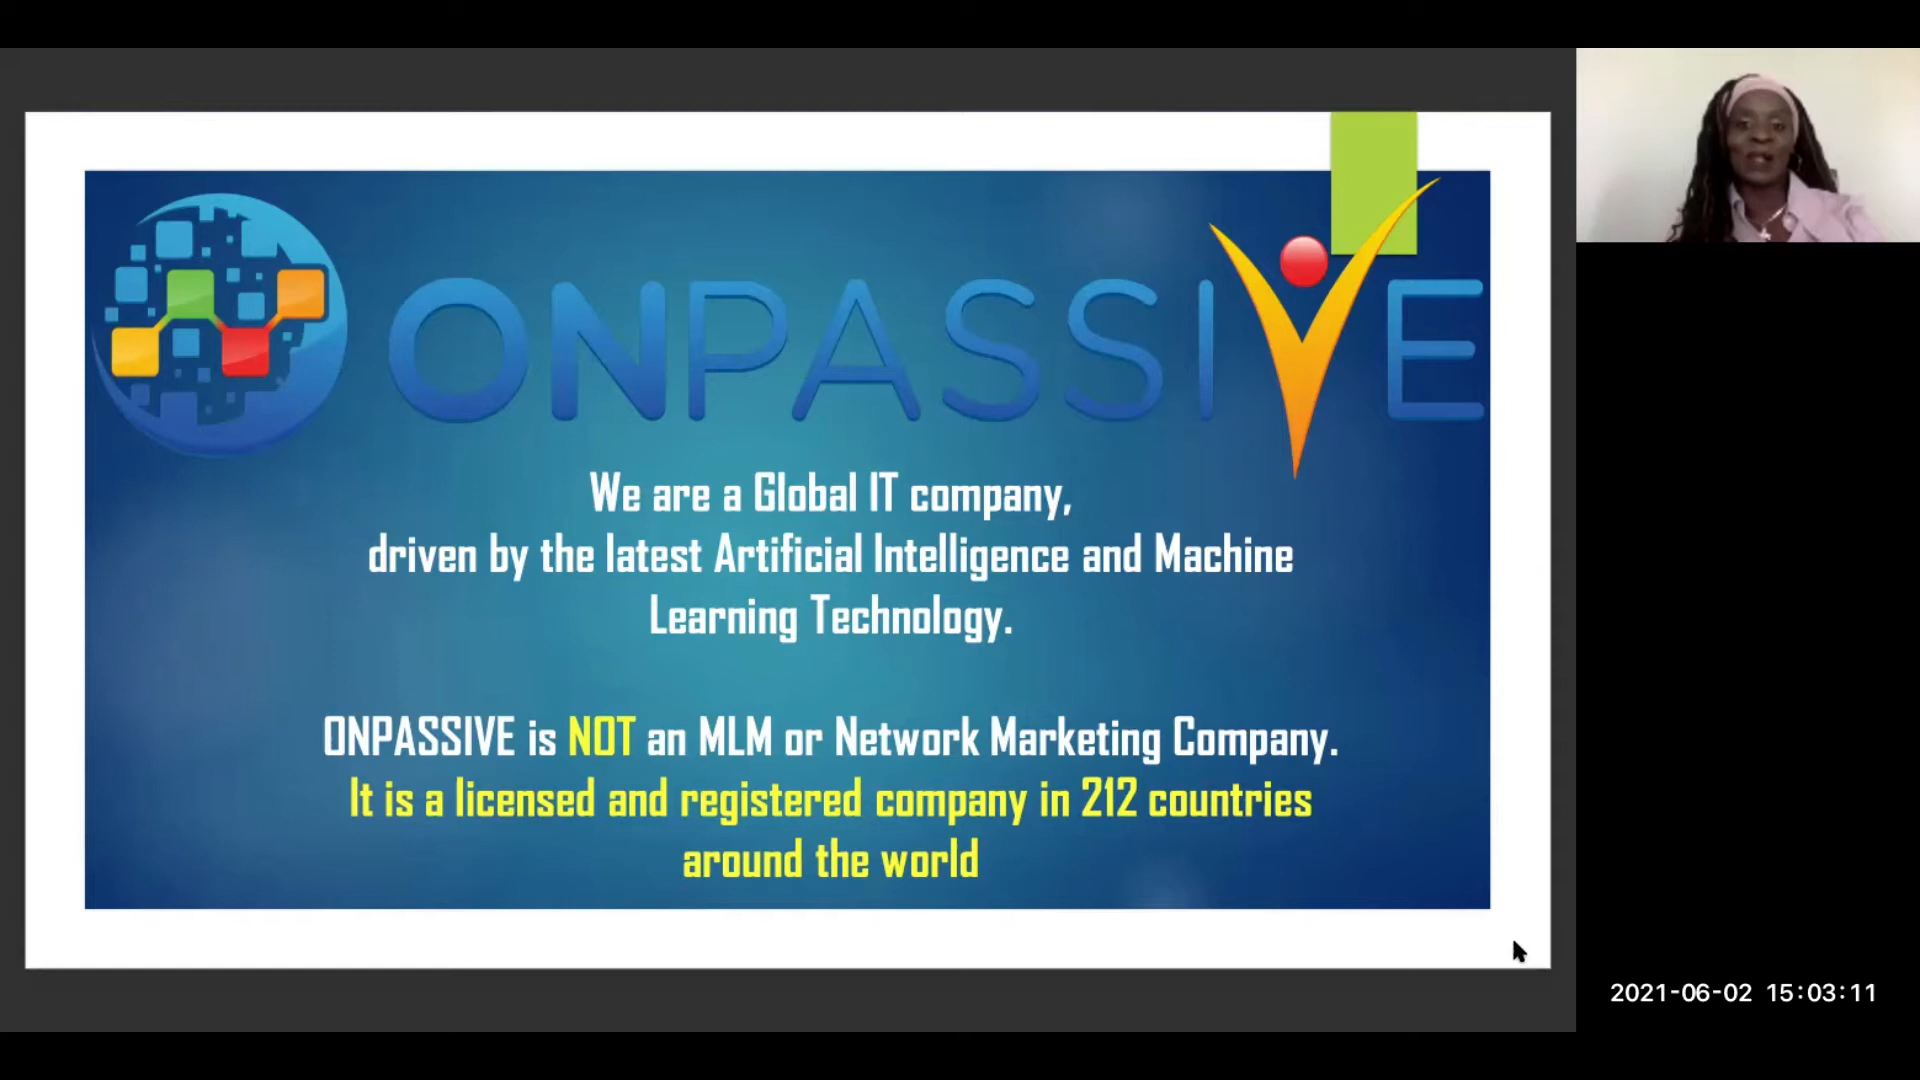 ONPASSIVE
We are a Global IT company,
driven by the latest Artificial Intelligence and Machine
Learning Technology.
ONPASSIVE is NOT an MLM or Network Marketing Company.
It is a licensed and registered company in 212 countries
around the world
2021-06-02 15:03:11